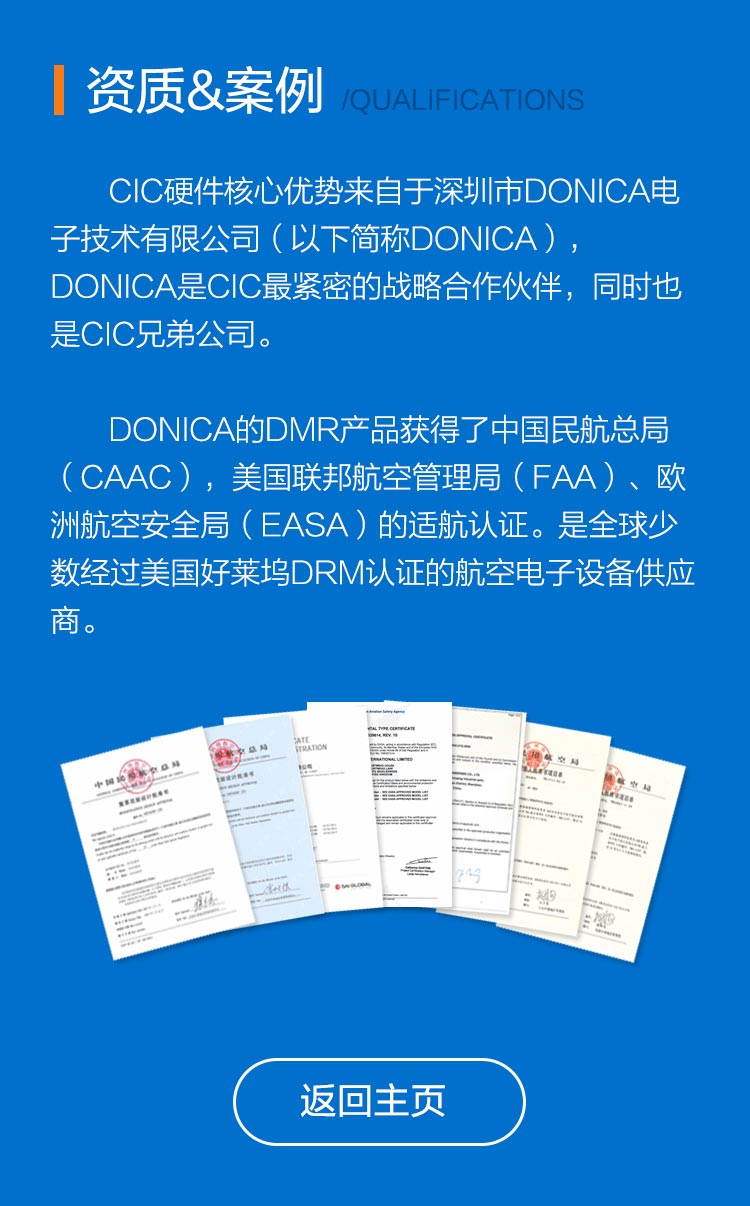 资质&案例 /QUALIFICATIONS
CIC硬件核心优势来自于深圳市DONICA电
子技术有限公司（以下简称DONICA），
DONICA是CIC最紧密的战略合作伙伴，同时也
是CIC兄弟公司。
DONICA的DMR产品获得了中国民航总局
（CAAC），美国联邦航空管理局（FAA）、欧
洲航空安全局（EASA）的适航认证。是全球少
数经过美国好莱坞DRM认证的航空电子设备供应
商。
中国民用航空总局
SAI GLOBAL
返回主页